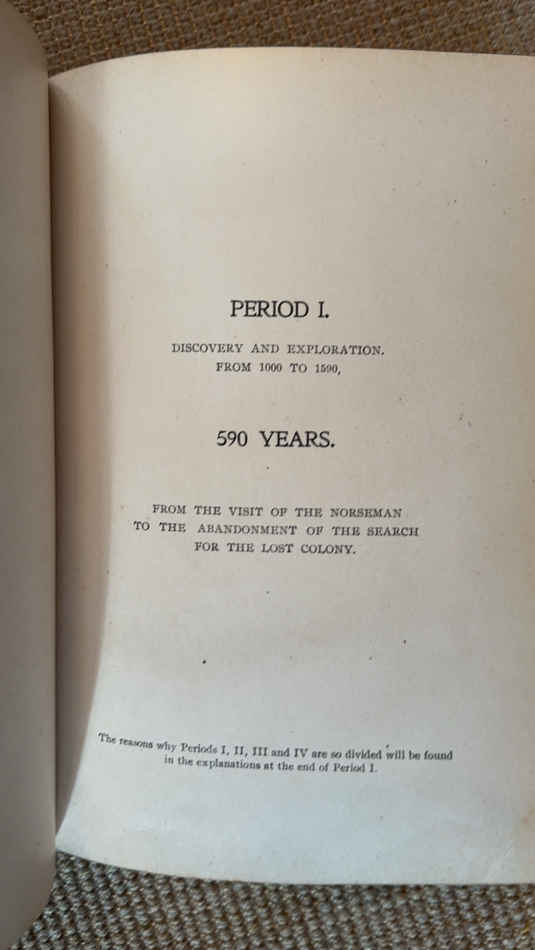 PERIOD I.
DISCOVERY AND EXPLORATION.
FROM 1000 TO 1590,
590 YEARS.
FROM THE VISIT OF THE NORSEMAN
TO THE ABANDONMENT OF THE SEARCH
FOR THE LOST COLONY.
The reasons why Periods I, II, III and IV are so divided will be found
in the explanations at the end of Period I.